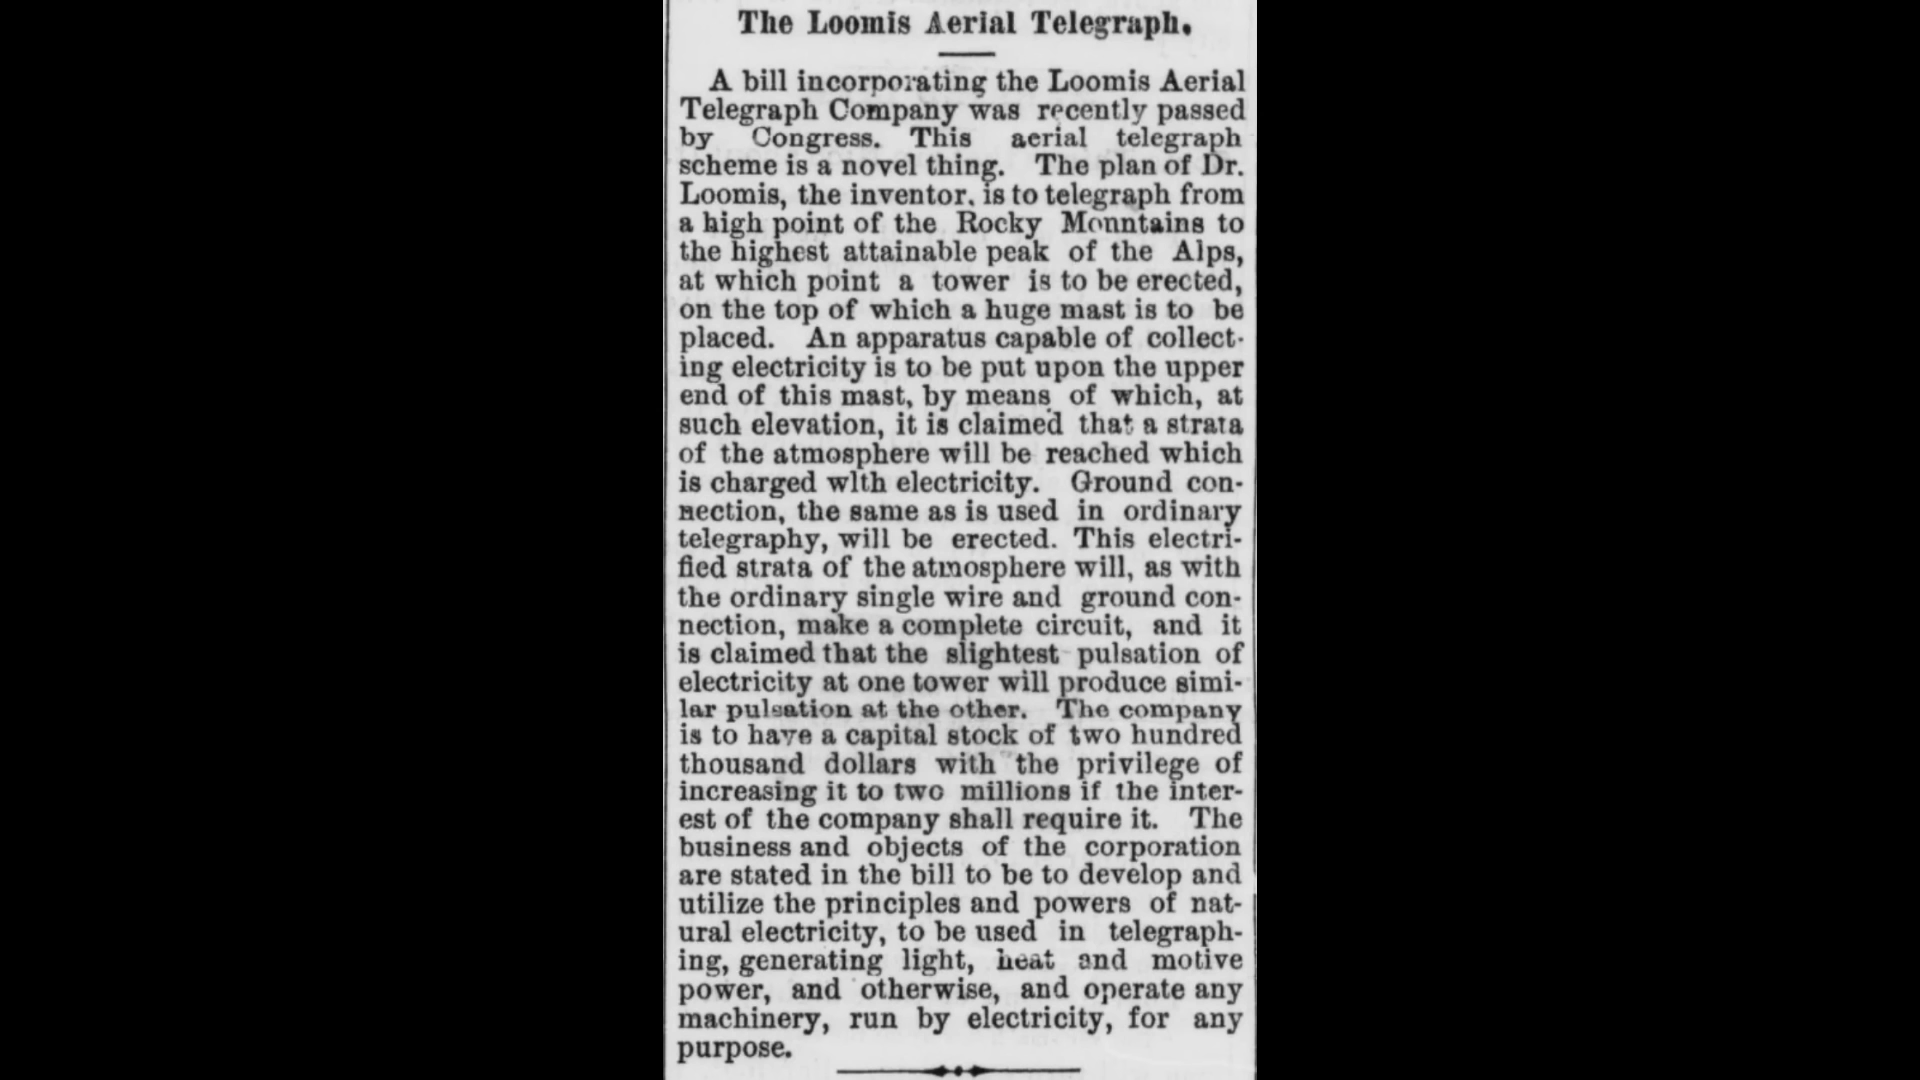 The Loomis Aerial Telegraph.
A bill incorporating the Loomis Aerial
Telegraph Company was recently passed
by Congress. This aerial telegraph
scheme is a novel thing. The plan of Dr.
Loomis, the inventor, is to telegraph from
a high point of the Rocky Mountains to
the highest attainable peak of the Alps,
at which point a tower is to be erected,
on the top of which a huge mast is to be
placed. An apparatus capable of collect-
ing electricity is to be put upon the upper
end of this mast, by means of which, at
such elevation, it is claimed that a strata
of the atmosphere will be reached which
is charged wlth electricity. Ground con-
nection, the same as is used in ordinary
telegraphy, will be erected. This electri-
fied strata of the atmosphere will, as with
the ordinary single wire and ground con-
nection, make a complete circuit, and it
is claimed that the slightest pulsation of
electricity at one tower will produce simi-
lar pulsation at the other. The company
is to have a capital stock of two hundred
thousand dollars with the privilege of
increasing it to two millions if the inter-
est of the company shall require it. The
business and objects of the corporation
are stated in the bill to be to develop and
utilize the principles and powers of nat-
ural electricity, to be used in telegraph-
ing, generating light, heat and motive
power, and otherwise, and operate any
machinery, run by electricity, for any
purpose.